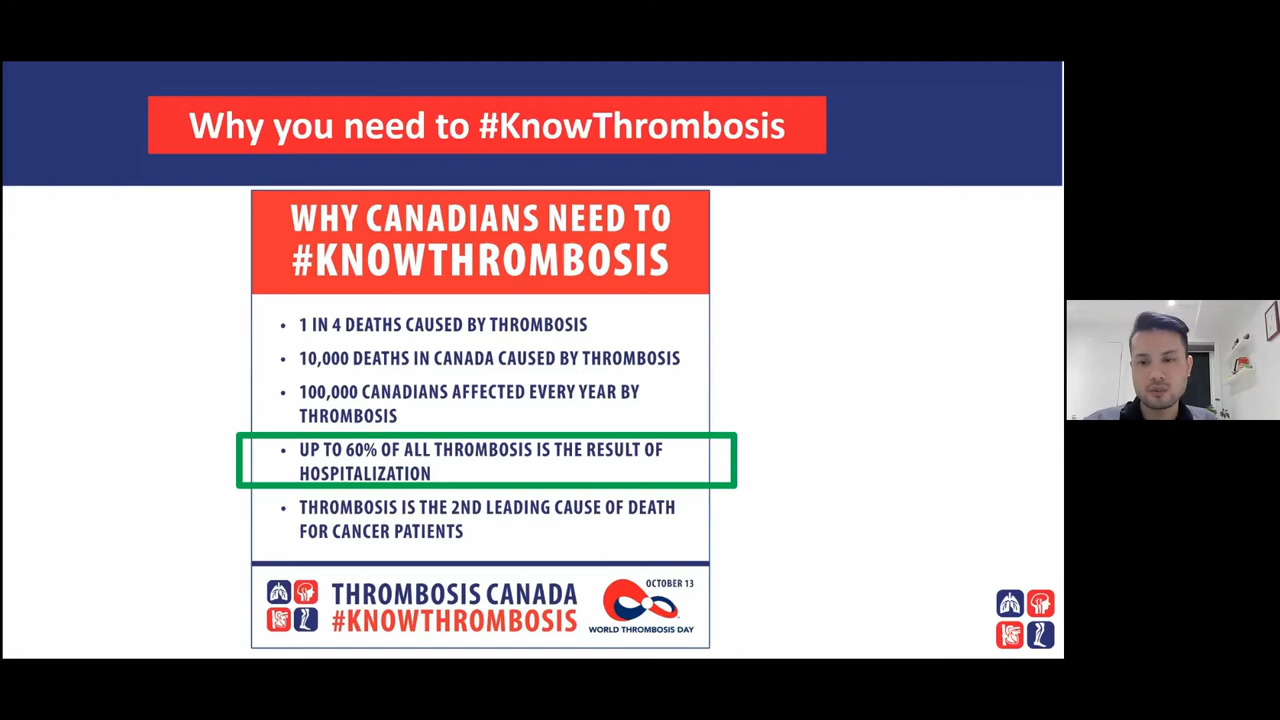 Why you need to #KnowThrombosis
WHY CANADIANS NEED TO
#KNOWTHROMBOSIS
• 1 IN 4 DEATHS CAUSED BY THROMBOSIS
• 10,000 DEATHS IN CANADA CAUSED BY THROMBOSIS
• 100,000 CANADIANS AFFECTED EVERY YEAR BY
THROMBOSIS
• UP TO 60% OF ALL THROMBOSIS IS THE RESULT OF
HOSPITALIZATION
• THROMBOSIS IS THE 2ND LEADING CAUSE OF DEATH
FOR CANCER PATIENTS
THROMBOSIS CANADA
#KNOWTHROMBOSIS
OCTOBER 13
WORLD THROMBOSIS DAY